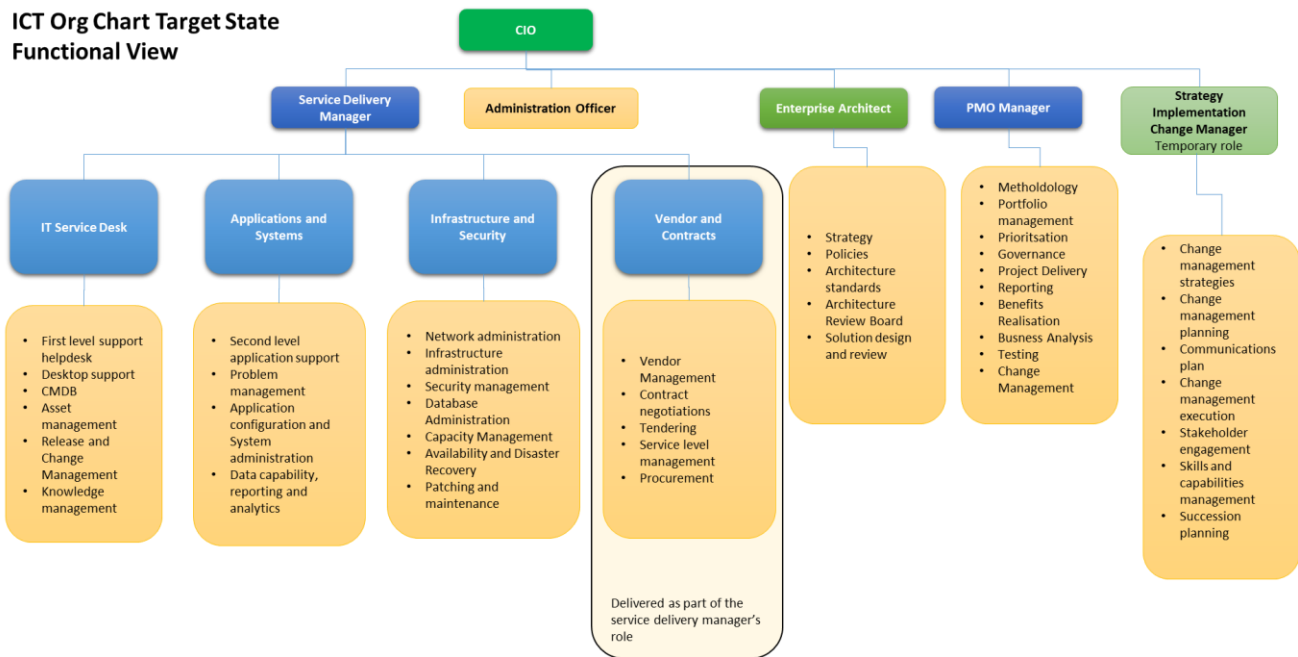 ICT Org Chart Target State
Functional View
CIO
Service Delivery
Manager
Administration Officer
Enterprise Architect
PMO Manager
Strategy
Implementation
Change Manager
Temporary role
IT Service Desk
Applications and
Systems
Infrastructure and
Security
Vendor and
Contracts
• First level support
helpdesk
• Desktop support
• CMDB
• Asset
management
• Release and
Change
Management
• Knowledge
management
• Second level
application support
• Problem
management
• Application
configuration and
System
administration
• Data capability,
reporting and
analytics
• Network administration
• Infrastructure
administration
• Security management
• Database
Administration
• Capacity Management
• Availability and Disaster
Recovery
• Patching and
maintenance
• Vendor
Management
• Contract
negotiations
• Tendering
• Service level
management
• Procurement
Delivered as part of the
service delivery manager’s
role
• Strategy
• Policies
• Architecture
standards
• Architecture
Review Board
• Solution design
and review
• Metholdology
• Portfolio
management
• Prioritsation
• Governance
• Project Delivery
• Reporting
• Benefits
Realisation
• Busness Analysis
• Testing
• Change
Management
• Change
management
strategies
• Change
management
planning
• Communications
plan
• Change
management
execution
• Stakeholder
engagement
• Skills and
capabilities
management
• Succession
planning